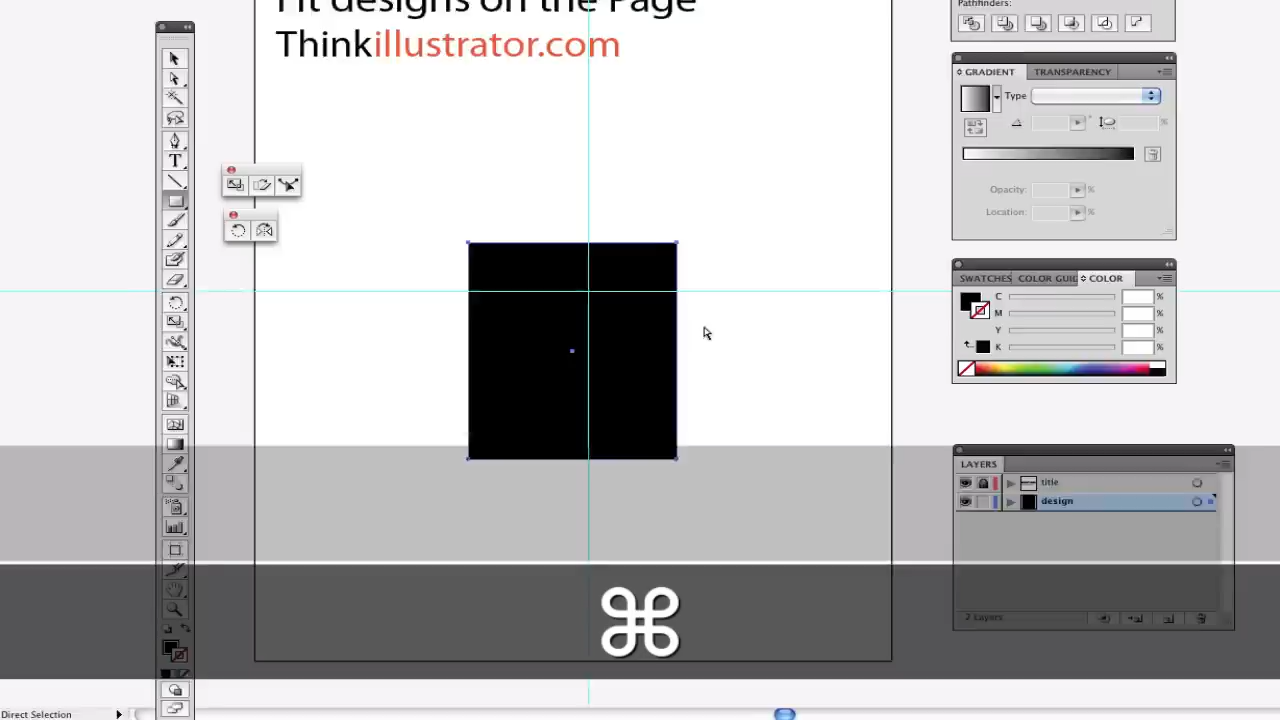 Fit designs on the Page
Thinkillustrator.com
Pathfinders:
GRADIENT
TRANSPARENCY
Type
°
%
Opacity:
%
Location:
%
SWATCHES
COLOR GUID
COLOR
C
%
M
%
Y
%
K
%
LAYERS
title
design
2 Layers
T
Direct Selection